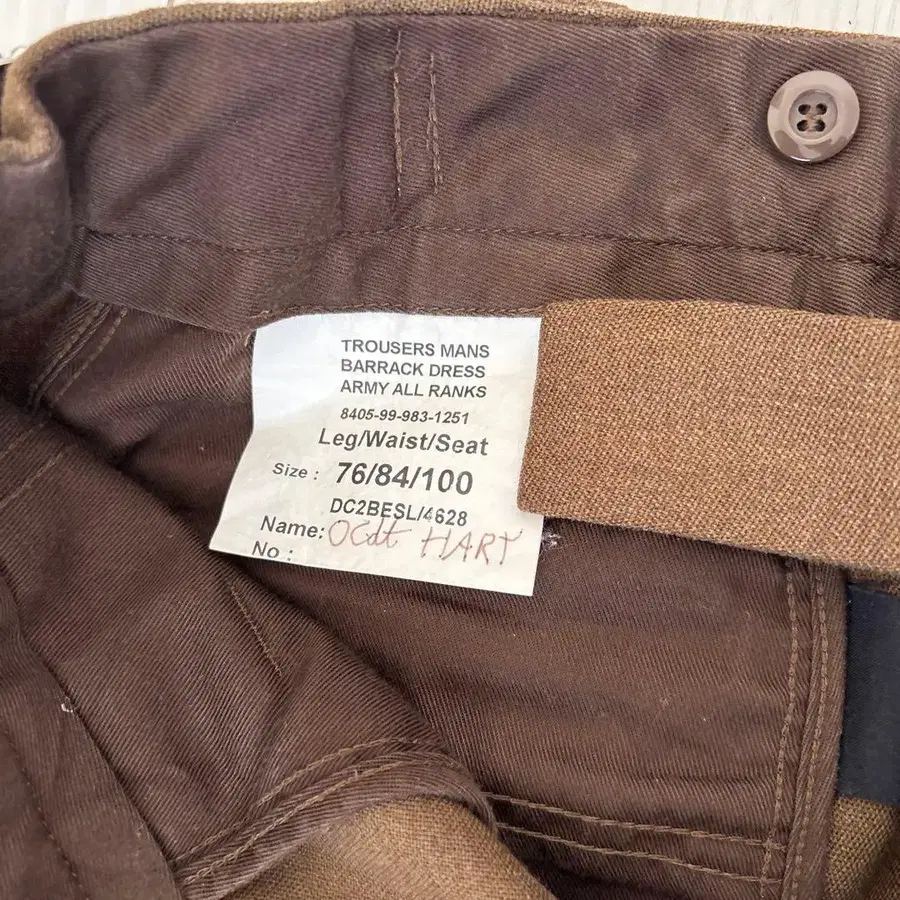 TROUSERS MANS
BARRACK DRESS
ARMY ALL RANKS
8405-99-983-1251
Leg/Waist/Seat
Size : 76/84/100
DC2BESL/4628
Name: OCdt HART
No :